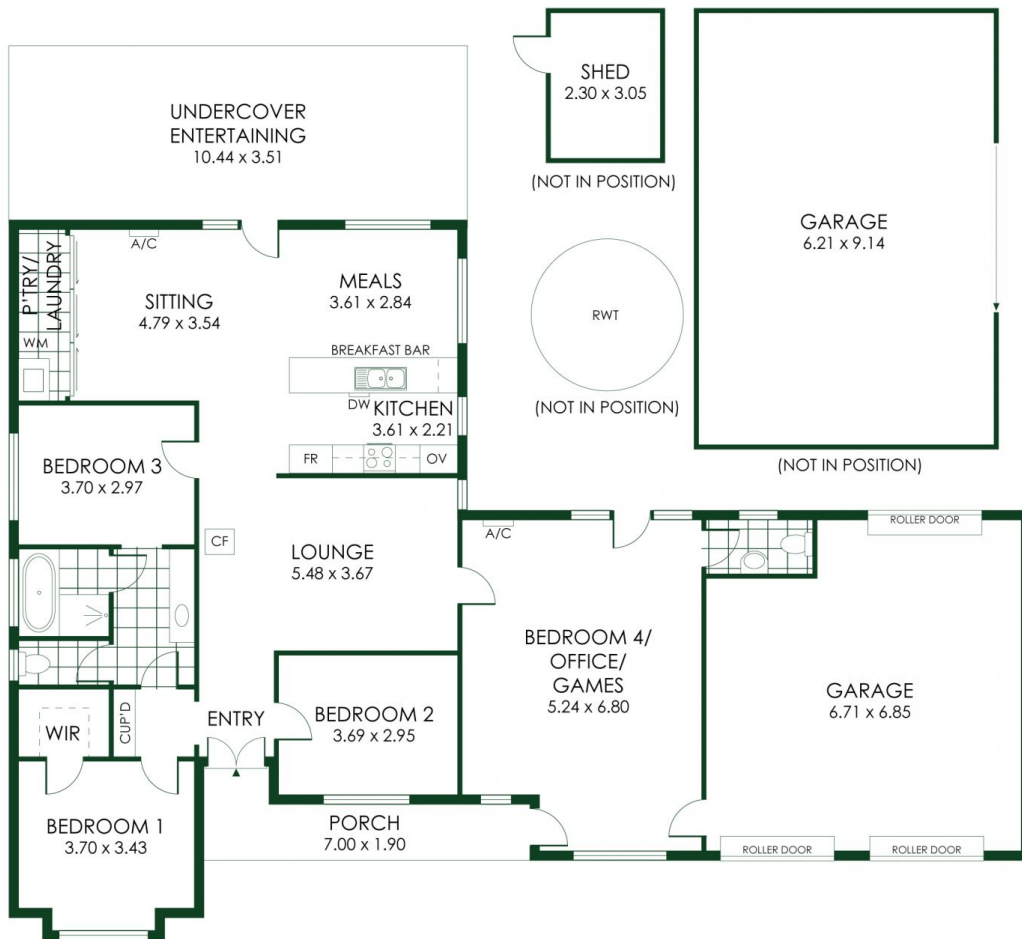 UNDERCOVER
ENTERTAINING
10.44 x 3.51
SHED
2.30 x 3.05
(NOT IN POSITION)
GARAGE
6.21 x 9.14
(NOT IN POSITION)
RWT
(NOT IN POSITION)
P'TRY/
LAUNDRY
WM
A/C
SITTING
4.79 x 3.54
MEALS
3.61 x 2.84
BREAKFAST BAR
DW
KITCHEN
3.61 x 2.21
FR
OV
BEDROOM 3
3.70 x 2.97
CF
LOUNGE
5.48 x 3.67
A/C
ROLLER DOOR
BEDROOM 4/
OFFICE/
GAMES
5.24 x 6.80
GARAGE
6.71 x 6.85
WIR
CUP'D
ENTRY
BEDROOM 2
3.69 x 2.95
BEDROOM 1
3.70 x 3.43
PORCH
7.00 x 1.90
ROLLER DOOR
ROLLER DOOR